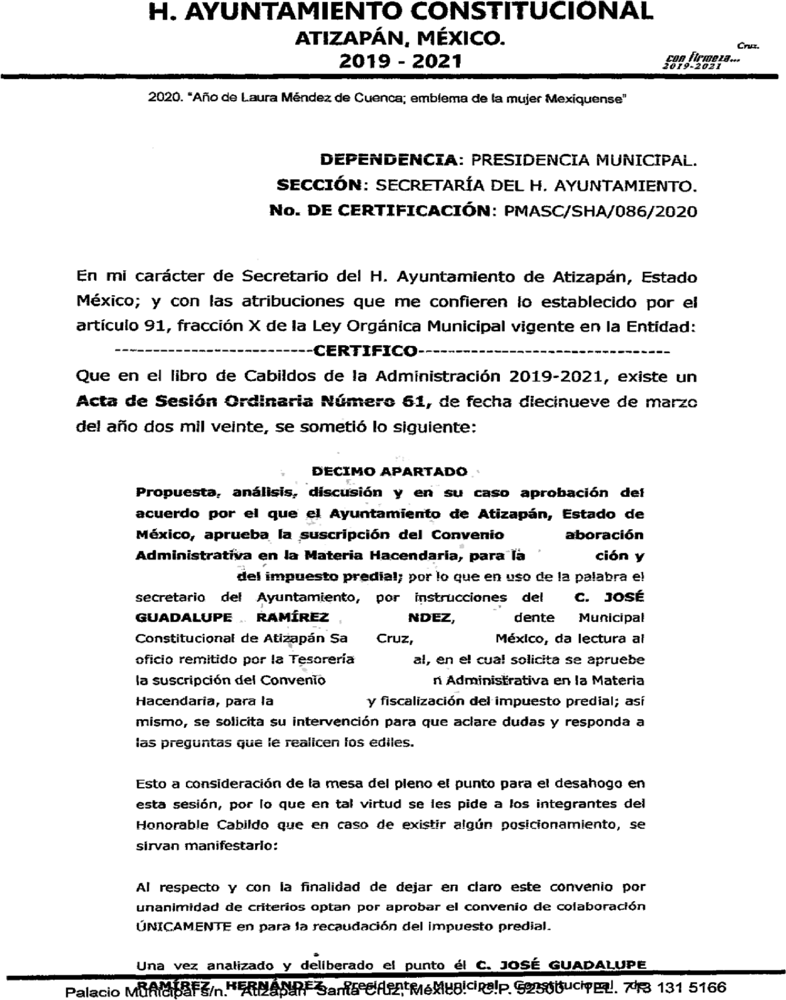 H. AYUNTAMIENTO CONSTITUCIONAL
ATIZAPÁN, MÉXICO.
2019 - 2021
Cruz.
con firmeza...
2019-2021
2020. "Año de Laura Méndez de Cuenca; emblema de la mujer Mexiquense"
DEPENDENCIA: PRESIDENCIA MUNICIPAL.
SECCIÓN: SECRETARÍA DEL H. AYUNTAMIENTO.
No. DE CERTIFICACIÓN: PMASC/SHA/086/2020
En mi carácter de Secretario del H. Ayuntamiento de Atizapán, Estado
México; y con las atribuciones que me confieren lo establecido por el
artículo 91, fracción X de la Ley Orgánica Municipal vigente en la Entidad:
--------------------------CERTIFICO---------------------------------
Que en el libro de Cabildos de la Administración 2019-2021, existe un
Acta de Sesión Ordinaria Número 61, de fecha diecinueve de marzo
del año dos mil veinte, se sometió lo siguiente:
DECIMO APARTADO
Propuesta, análisis, discusión y en su caso aprobación del
acuerdo por el que el Ayuntamiento de Atizapán, Estado de
México, aprueba la suscripción del Convenio aboración
Administrativa en la Materia Hacendaria, para la ción y
del impuesto predial; por lo que en uso de la palabra el
secretario del Ayuntamiento, por instrucciones del C. JOSÉ
GUADALUPE RAMÍREZ NDEZ, dente Municipal
Constitucional de Atizapán Sa Cruz, México, da lectura al
oficio remitido por la Tesorería al, en el cual solicita se apruebe
la suscripción del Convenio n Administrativa en la Materia
Hacendaria, para la y fiscalización del impuesto predial; así
mismo, se solicita su intervención para que aclare dudas y responda a
las preguntas que le realicen los ediles.
Esto a consideración de la mesa del pleno el punto para el desahogo en
esta sesión, por lo que en tal virtud se les pide a los integrantes del
Honorable Cabildo que en caso de existir algún posicionamiento, se
sirvan manifestarlo:
Al respecto y con la finalidad de dejar en claro este convenio por
unanimidad de criterios optan por aprobar el convenio de colaboración
ÚNICAMENTE en para la recaudación del impuesto predial.
Una vez analizado y deliberado el punto él C. JOSÉ GUADALUPE
RAMÍREZ HERNÁNDEZ, Presidente Municipal Constitucional de
Palacio Municipal s/n. Atizapán Santa Cruz, México. C.P. 52500 TEL. 713 131 5166